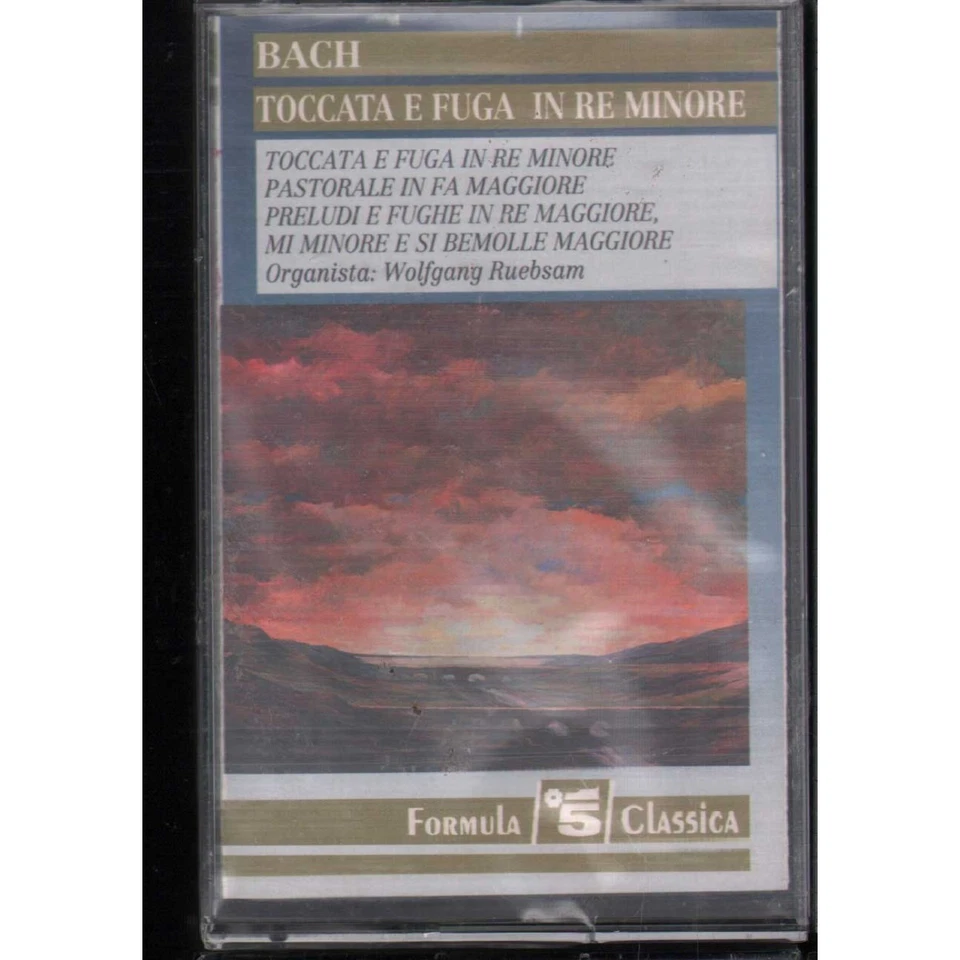 BACH
TOCCATA E FUGA IN RE MINORE
TOCCATA E FUGA IN RE MINORE
PASTORALE IN FA MAGGIORE
PRELUDI E FUGHE IN RE MAGGIORE,
MI MINORE E SI BEMOLLE MAGGIORE
Organista: Wolfgang Ruebsam
FORMULA 5 CLASSICA